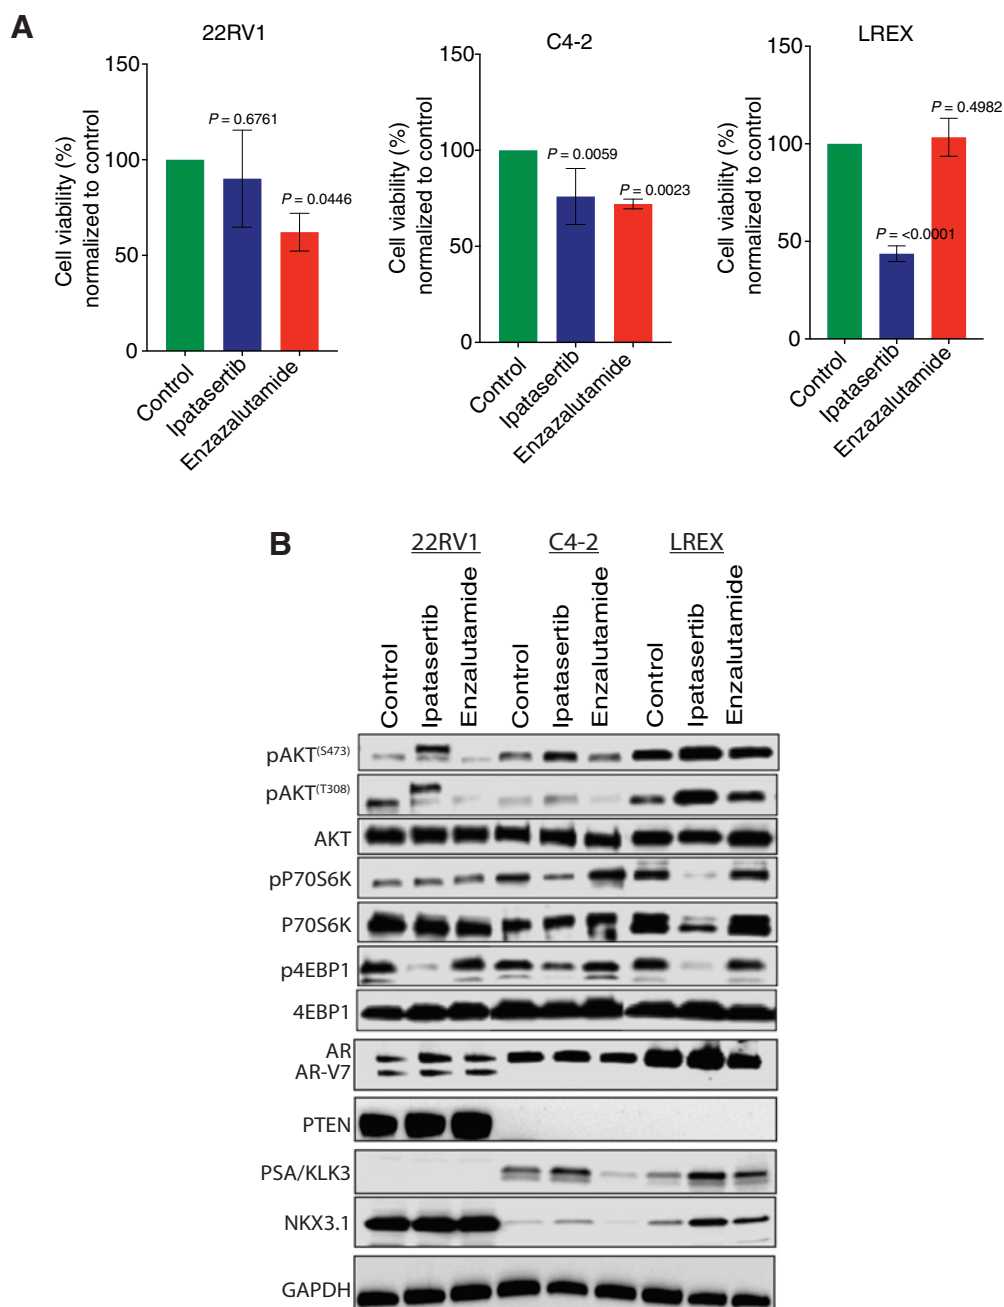 A
22RV1
C4-2
LREX
Cell viability (%)
normalized to control
150
100
50
0
P = 0.6761
P = 0.0446
Control
Ipatasertib
Enzazalutamide
Cell viability (%)
normalized to control
150
100
50
0
P = 0.0059
P = 0.0023
Control
Ipatasertib
Enzazalutamide
Cell viability (%)
normalized to control
150
100
50
0
P = <0.0001
P = 0.4982
Control
Ipatasertib
Enzazalutamide
B
22RV1
C4-2
LREX
Control
Ipatasertib
Enzalutamide
Control
Ipatasertib
Enzalutamide
Control
Ipatasertib
Enzalutamide
pAKT(S473)
pAKT(T308)
AKT
pP70S6K
P70S6K
p4EBP1
4EBP1
AR
AR-V7
PTEN
PSA/KLK3
NKX3.1
GAPDH